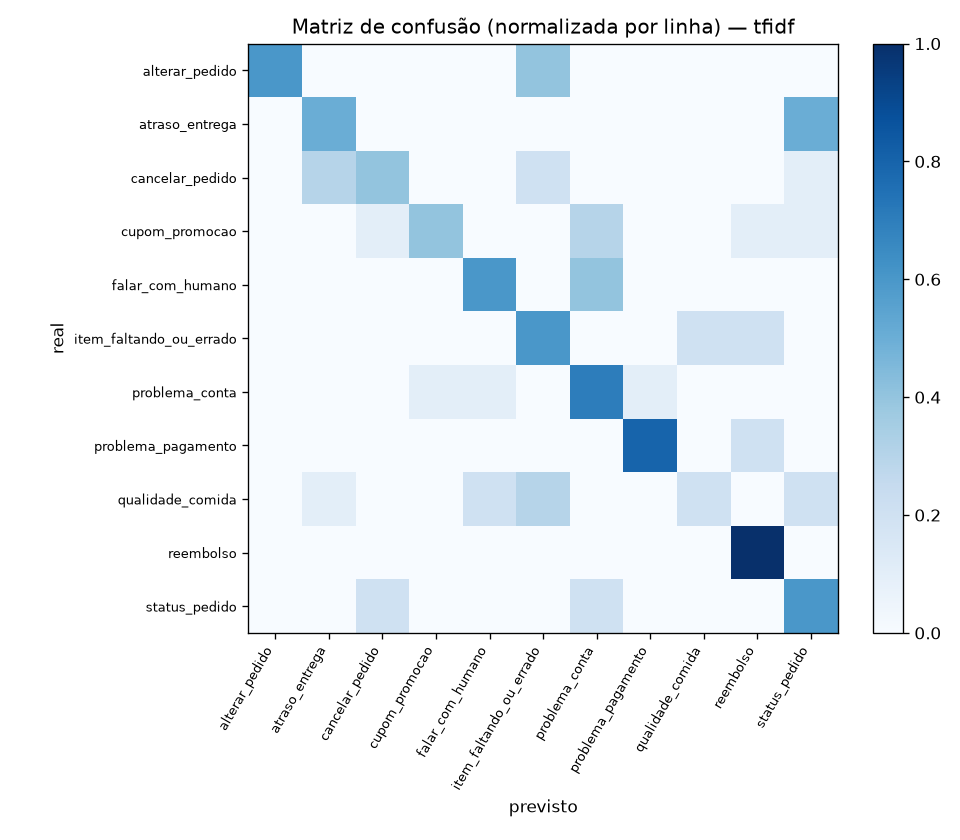 Matriz de confusão (normalizada por linha) — tfidf
real
alterar_pedido
atraso_entrega
cancelar_pedido
cupom_promocao
falar_com_humano
item_faltando_ou_errado
problema_conta
problema_pagamento
qualidade_comida
reembolso
status_pedido
alterar_pedido
atraso_entrega
cancelar_pedido
cupom_promocao
falar_com_humano
item_faltando_ou_errado
problema_conta
problema_pagamento
qualidade_comida
reembolso
status_pedido
previsto
1.0
0.8
0.6
0.4
0.2
0.0